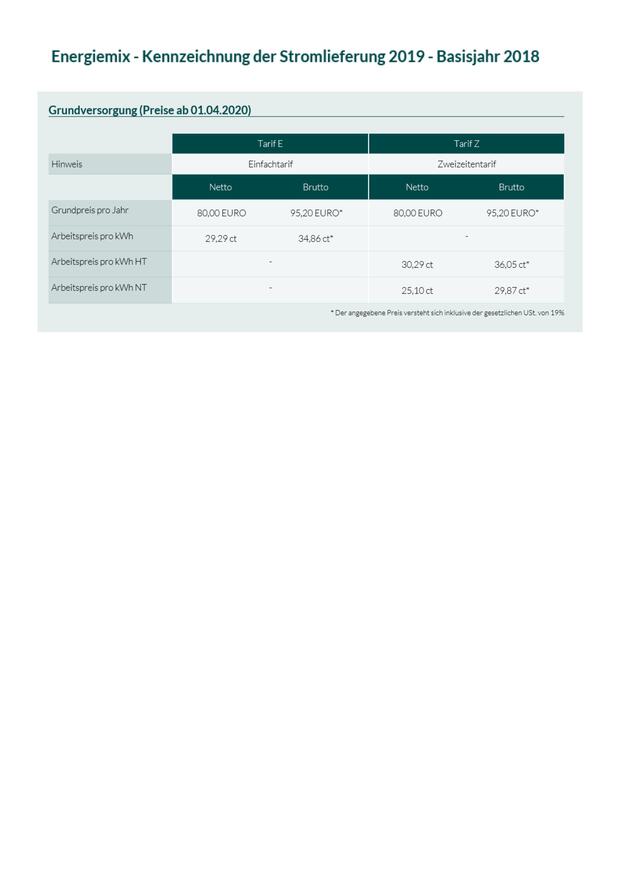 Energiemix - Kennzeichnung der Stromlieferung 2019 - Basisjahr 2018
Grundversorgung (Preise ab 01.04.2020)
Tarif E Tarif Z
Hinweis Einfachtarif Zweizeitentarif
Netto Brutto Netto Brutto
Grundpreis pro Jahr 80,00 EURO 95,20 EURO* 80,00 EURO 95,20 EURO*
Arbeitspreis pro kWh 29,29 ct 34,86 ct* -
Arbeitspreis pro kWh HT - 30,29 ct 36,05 ct*
Arbeitspreis pro kWh NT - 25,10 ct 29,87 ct*
* Der angegebene Preis versteht sich inklusive der gesetzlichen USt. von 19%